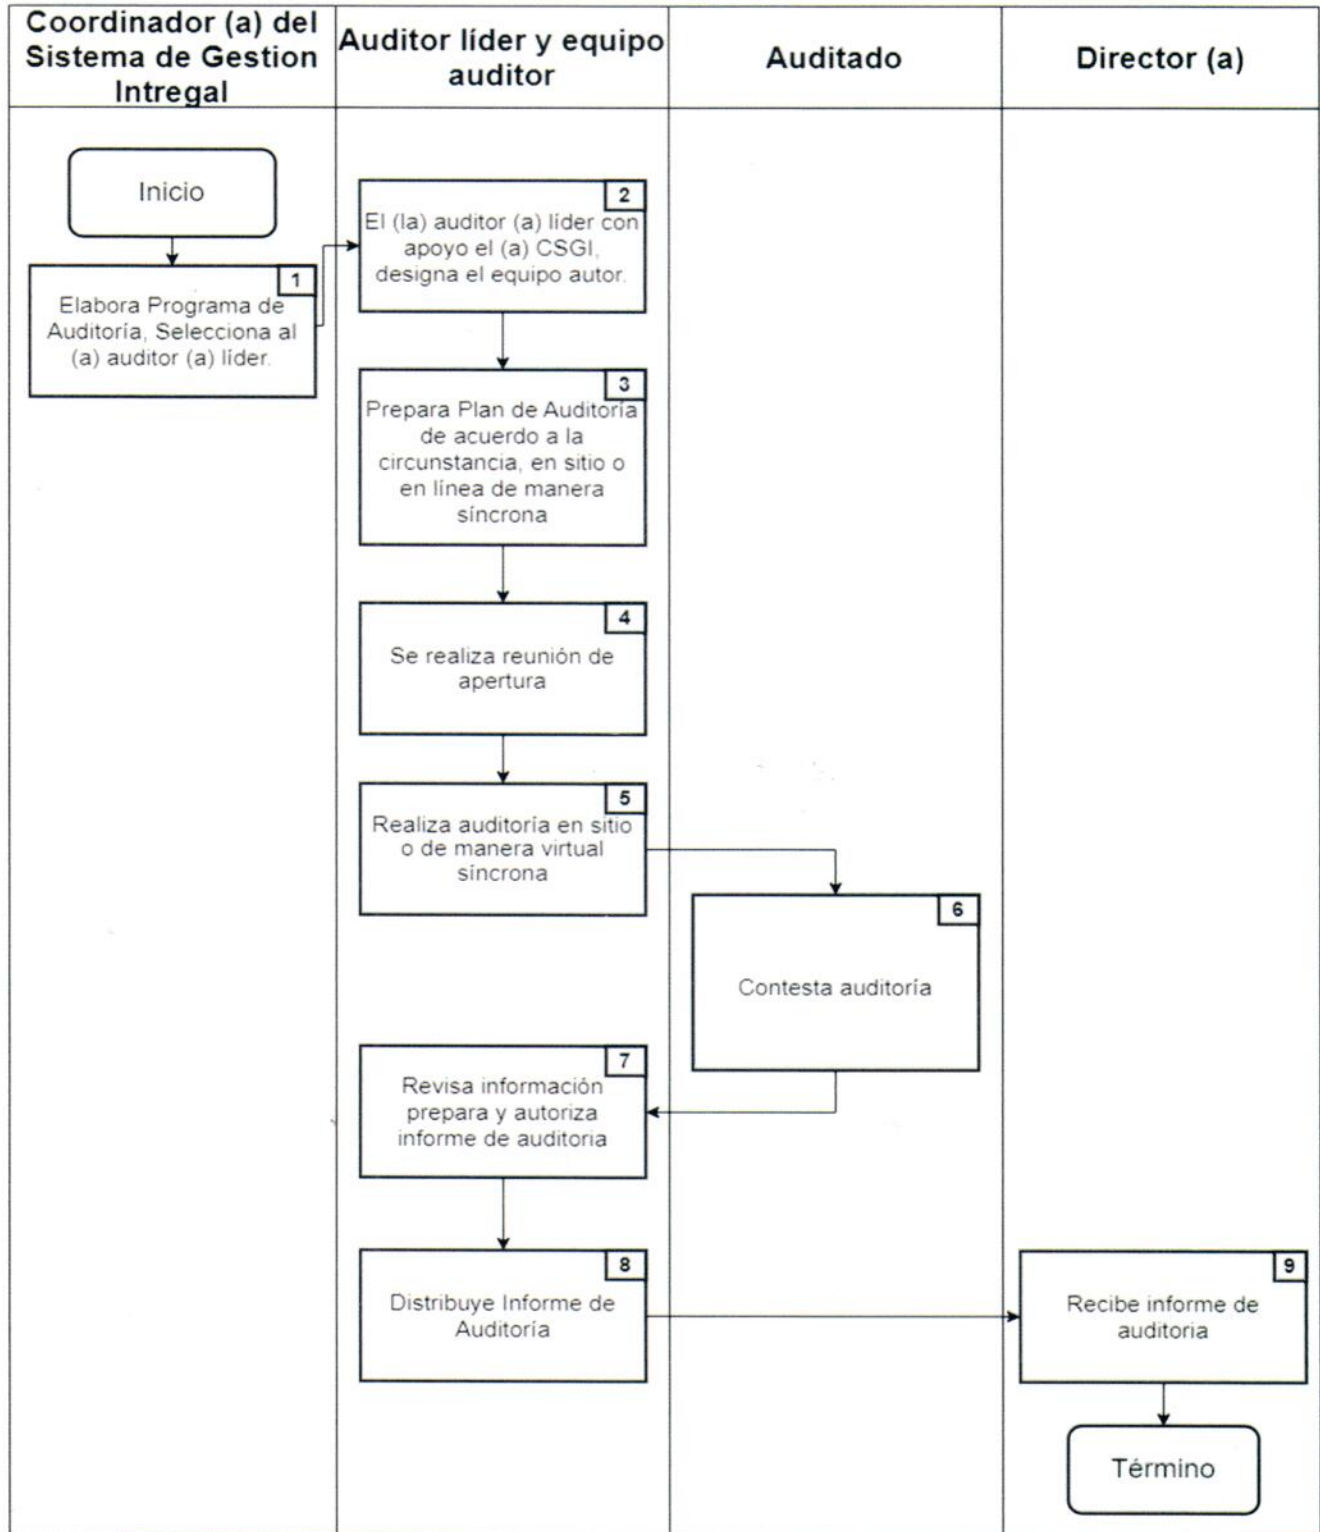 Coordinador (a) del
Sistema de Gestion
Intregal
Auditor líder y equipo
auditor
Auditado
Director (a)
Inicio
1
Elabora Programa de
Auditoría, Selecciona al
(a) auditor (a) líder.
2
El (la) auditor (a) líder con
apoyo el (a) CSGI,
designa el equipo autor.
3
Prepara Plan de Auditoría
de acuerdo a la
circunstancia, en sitio o
en línea de manera
síncrona
4
Se realiza reunión de
apertura
5
Realiza auditoría en sitio
o de manera virtual
síncrona
6
Contesta auditoría
7
Revisa información
prepara y autoriza
informe de auditoria
8
Distribuye Informe de
Auditoría
9
Recibe informe de
auditoria
Término